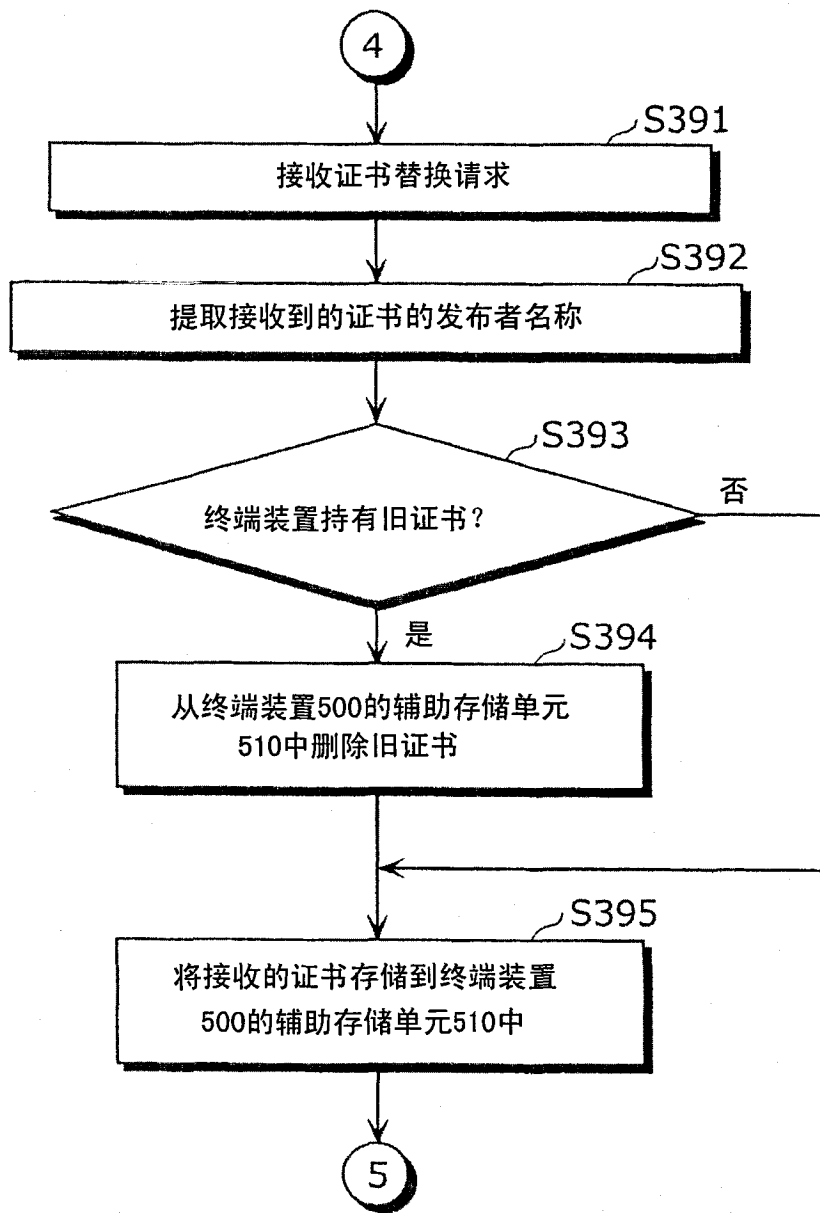 4
S391
接收证书替换请求
S392
提取接收到的证书的发布者名称
S393
终端装置持有旧证书？
否
是
S394
从终端装置500的辅助存储单元
510中删除旧证书
S395
将接收的证书存储到终端装置
500的辅助存储单元510中
5